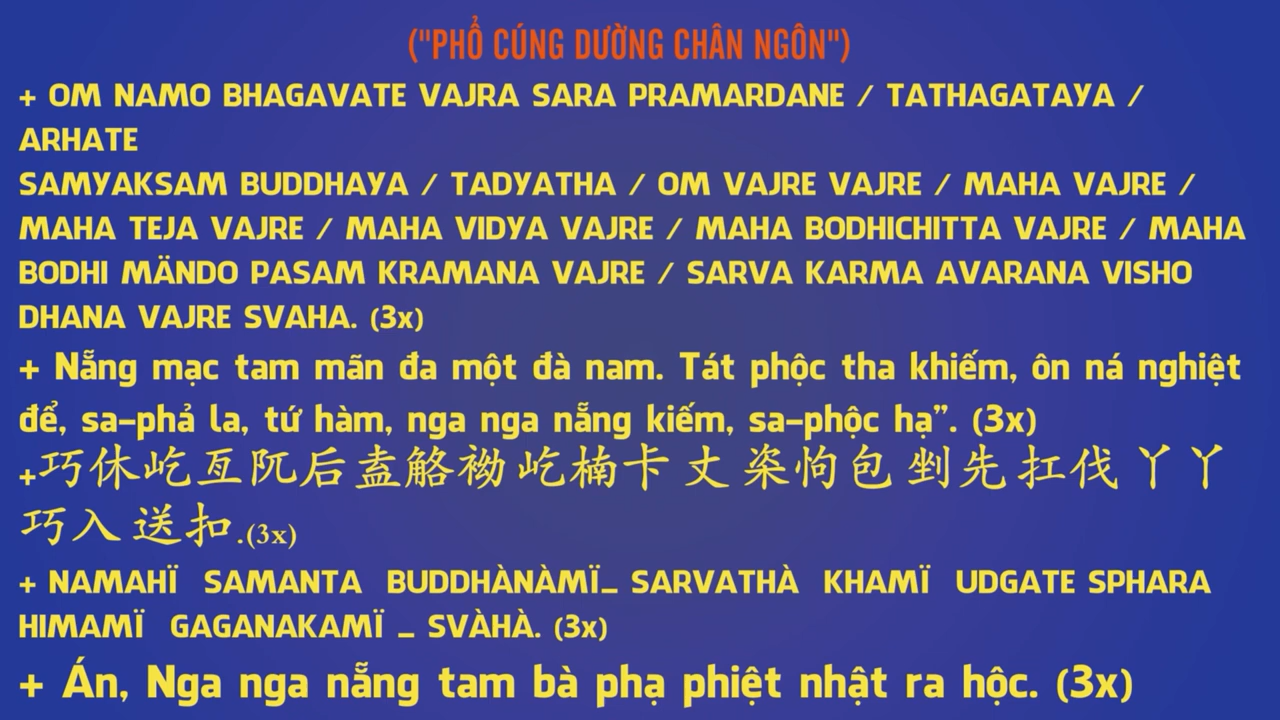 ("PHỔ CÚNG DƯỜNG CHÂN NGÔN")
+ OM NAMO BHAGAVATE VAJRA SARA PRAMARDANE / TATHAGATAYA /
ARHATE
SAMYAKSAM BUDDHAYA / TADYATHA / OM VAJRE VAJRE / MAHA VAJRE /
MAHA TEJA VAJRE / MAHA VIDYA VAJRE / MAHA BODHICHITTA VAJRE / MAHA
BODHI MÄNDO PASAM KRAMANA VAJRE / SARVA KARMA AVARANA VISHO
DHANA VAJRE SVAHA. (3x)
+ Nẵng mạc tam mãn đa một đà nam. Tát phộc tha khiếm, ôn ná nghiệt
để, sa-phả la, tứ hàm, nga nga nẵng kiếm, sa-phộc hạ”. (3x)
+巧休屹亙阢后盍觡袎屹楠卡丈 栥怐包 剉先扛伐丫丫
巧入送扣.(3x)
+ NAMAHÏ SAMANTA BUDDHÀNÀMÏ_ SARVATHÀ KHAMÏ UDGATE SPHARA
HIMAMÏ GAGANAKAMÏ _ SVÀHÀ. (3x)
+ Án, Nga nga nẵng tam bà phạ phiệt nhật ra hộc. (3x)